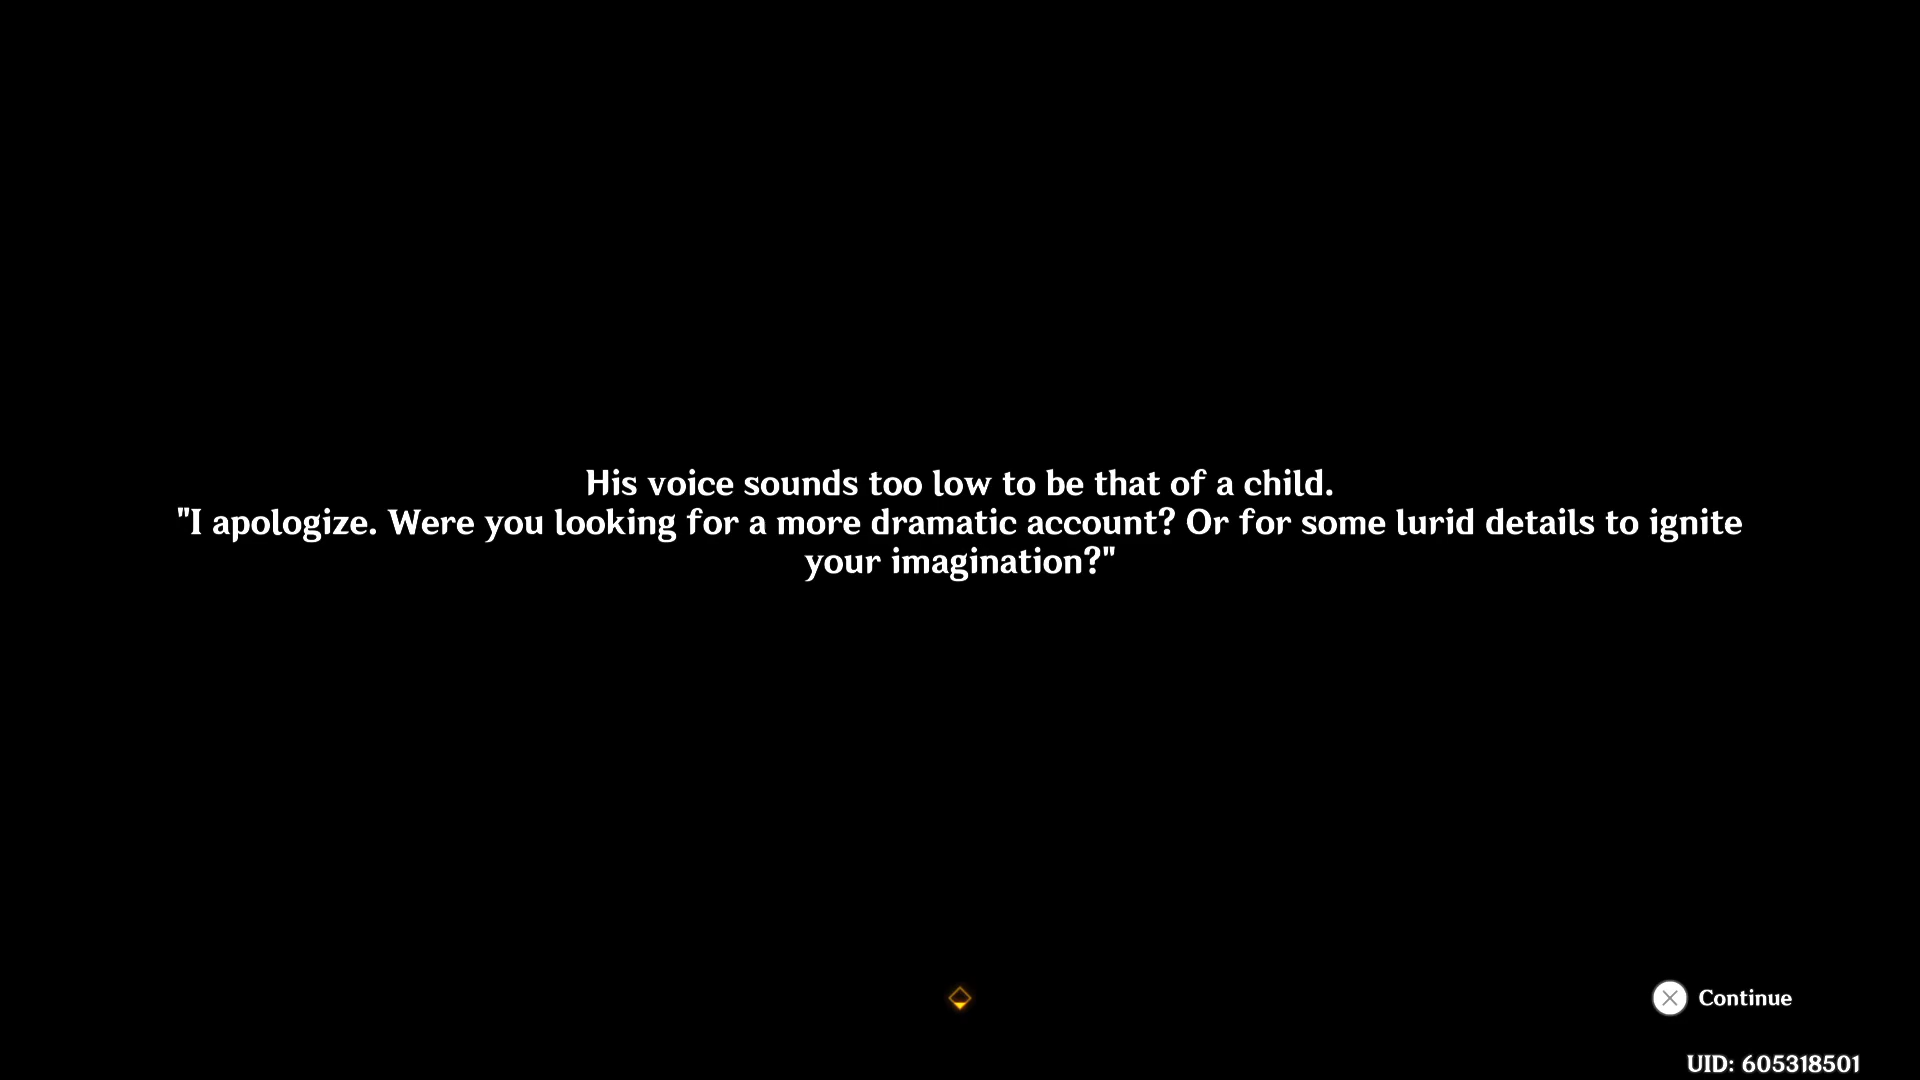 His voice sounds too low to be that of a child.
"I apologize. Were you looking for a more dramatic account? Or for some lurid details to ignite
your imagination?"
Continue
UID: 605318501